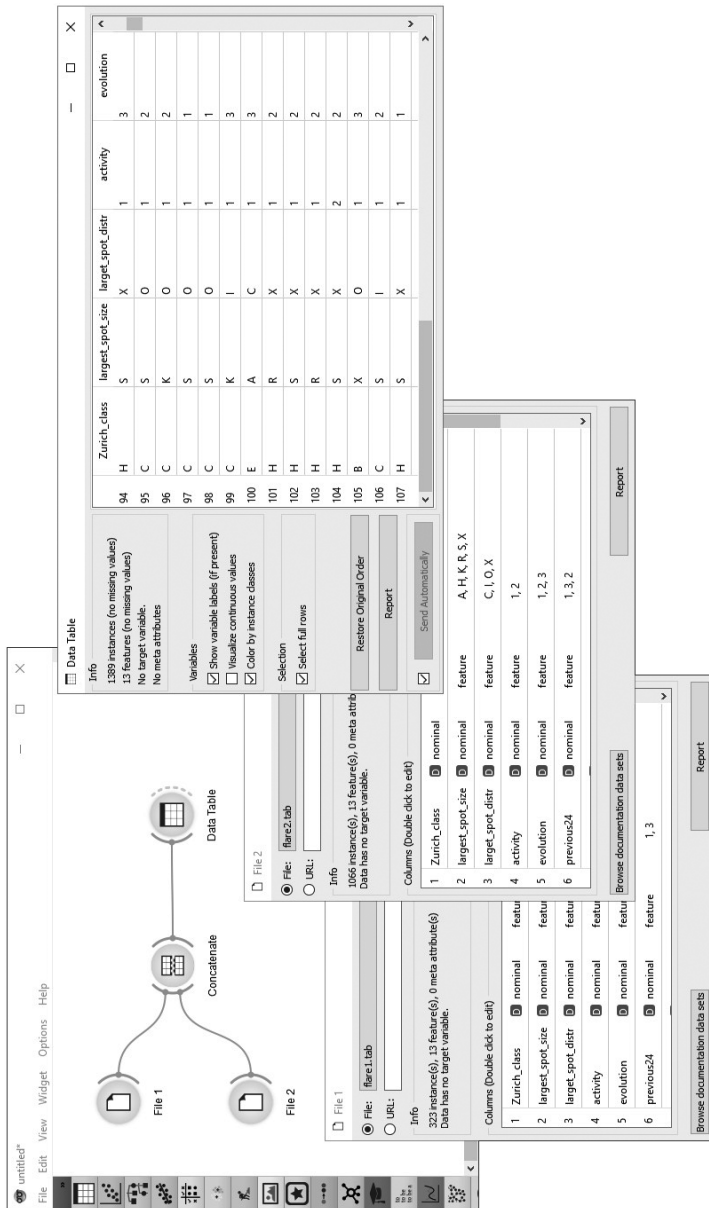 untitled*
File Edit View Widget Options Help
File 1
File 2
Concatenate
Data Table
Data Table
Info
1389 instances (no missing values)
13 features (no missing values)
No target variable.
No meta attributes
Variables
Show variable labels (if present)
Visualize continuous values
Color by instance classes
Selection
Select full rows
Restore Original Order
Report
Send Automatically
Zurich_class largest_spot_size larget_spot_distr activity evolution
94 H S X 1 3
95 C S O 1 2
96 C K O 1 2
97 C S O 1 1
98 C S O 1 1
99 C K I 1 3
100 E A C 1 3
101 H R X 1 2
102 H S X 1 2
103 H R X 1 2
104 H S X 2 2
105 B X O 1 3
106 C S I 1 2
107 H S X 1 1
File 2
File: flare2.tab
URL:
Info
1066 instance(s), 13 feature(s), 0 meta attrib
Data has no target variable.
Columns (Double click to edit)
1 Zurich_class D nominal feature
2 largest_spot_size D nominal feature A, H, K, R, S, X
3 larget_spot_distr D nominal feature C, I, O, X
4 activity D nominal feature 1, 2
5 evolution D nominal feature 1, 2, 3
6 previous24 D nominal feature 1, 3, 2
Browse documentation data sets
Report
File 1
File: flare1.tab
URL:
Info
323 instance(s), 13 feature(s), 0 meta attribute(s)
Data has no target variable.
Columns (Double click to edit)
1 Zurich_class D nominal featur
2 largest_spot_size D nominal featur
3 larget_spot_distr D nominal featur
4 activity D nominal featur
5 evolution D nominal featur
6 previous24 D nominal feature 1, 3
Browse documentation data sets
Report